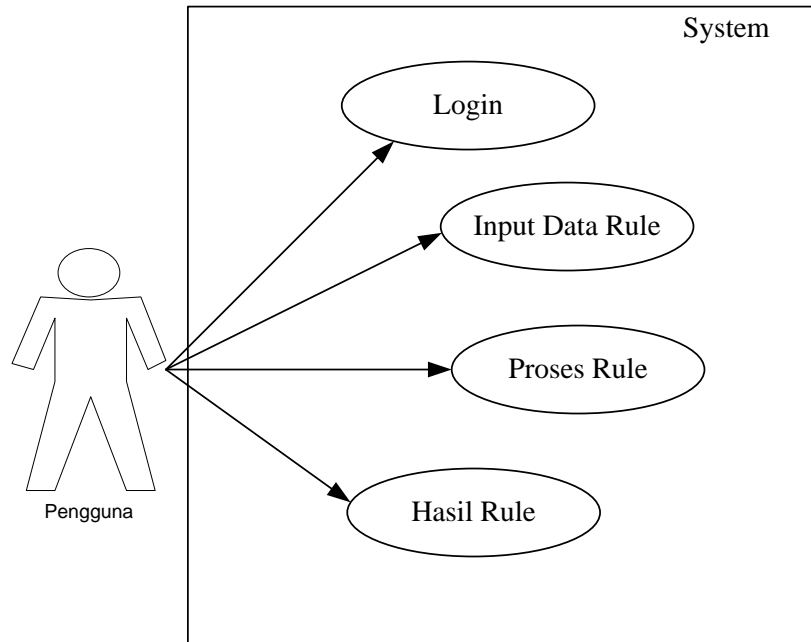 System
Login
Input Data Rule
Proses Rule
Hasil Rule
Pengguna